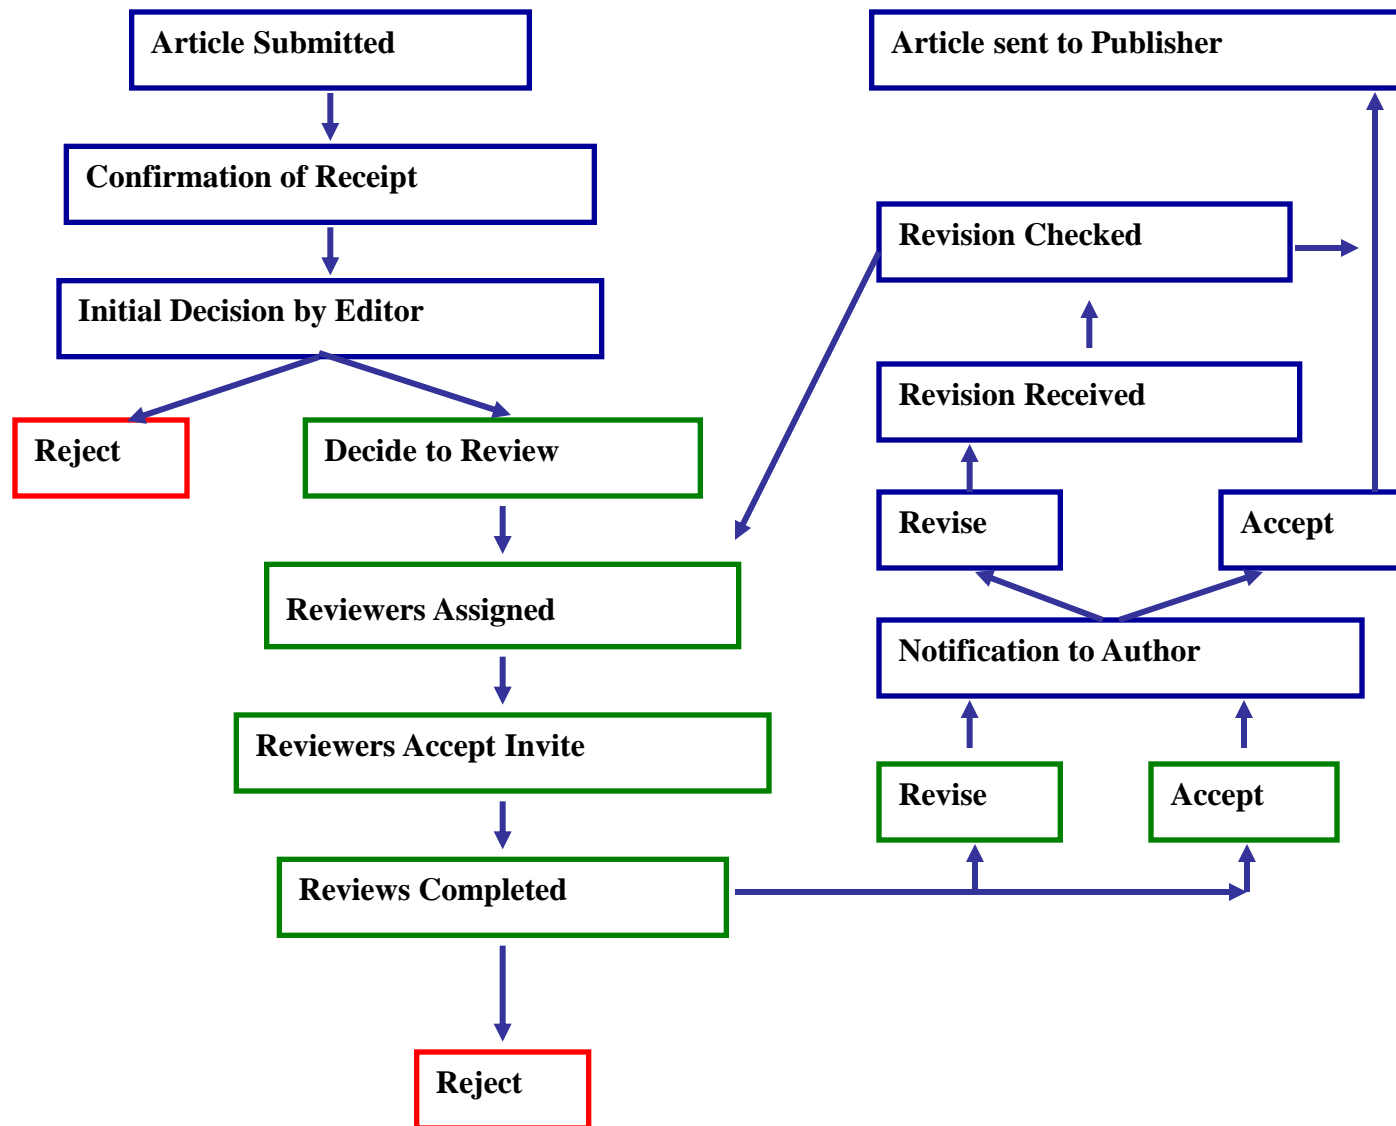 Article Submitted
Article sent to Publisher
Confirmation of Receipt
Revision Checked
Initial Decision by Editor
Revision Received
Reject
Decide to Review
Revise
Accept
Reviewers Assigned
Notification to Author
Reviewers Accept Invite
Revise
Accept
Reviews Completed
Reject